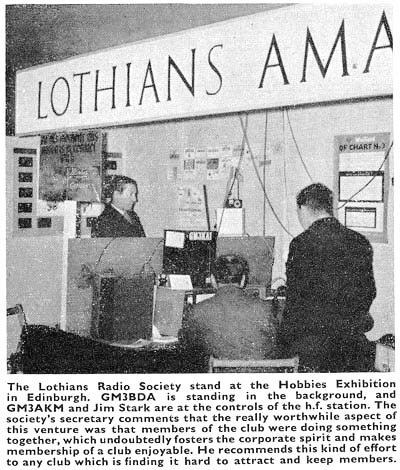 LOTHIANS AMA
OF CHART No 3
The Lothians Radio Society stand at the Hobbies Exhibition
in Edinburgh. GM3BDA is standing in the background, and
GM3AKM and Jim Stark are at the controls of the h.f. station. The
society's secretary comments that the really worthwhile aspect of
this venture was that members of the club were doing something
together, which undoubtedly fosters the corporate spirit and makes
membership of a club enjoyable. He recommends this kind of effort
to any club which is finding it hard to attract and keep members.